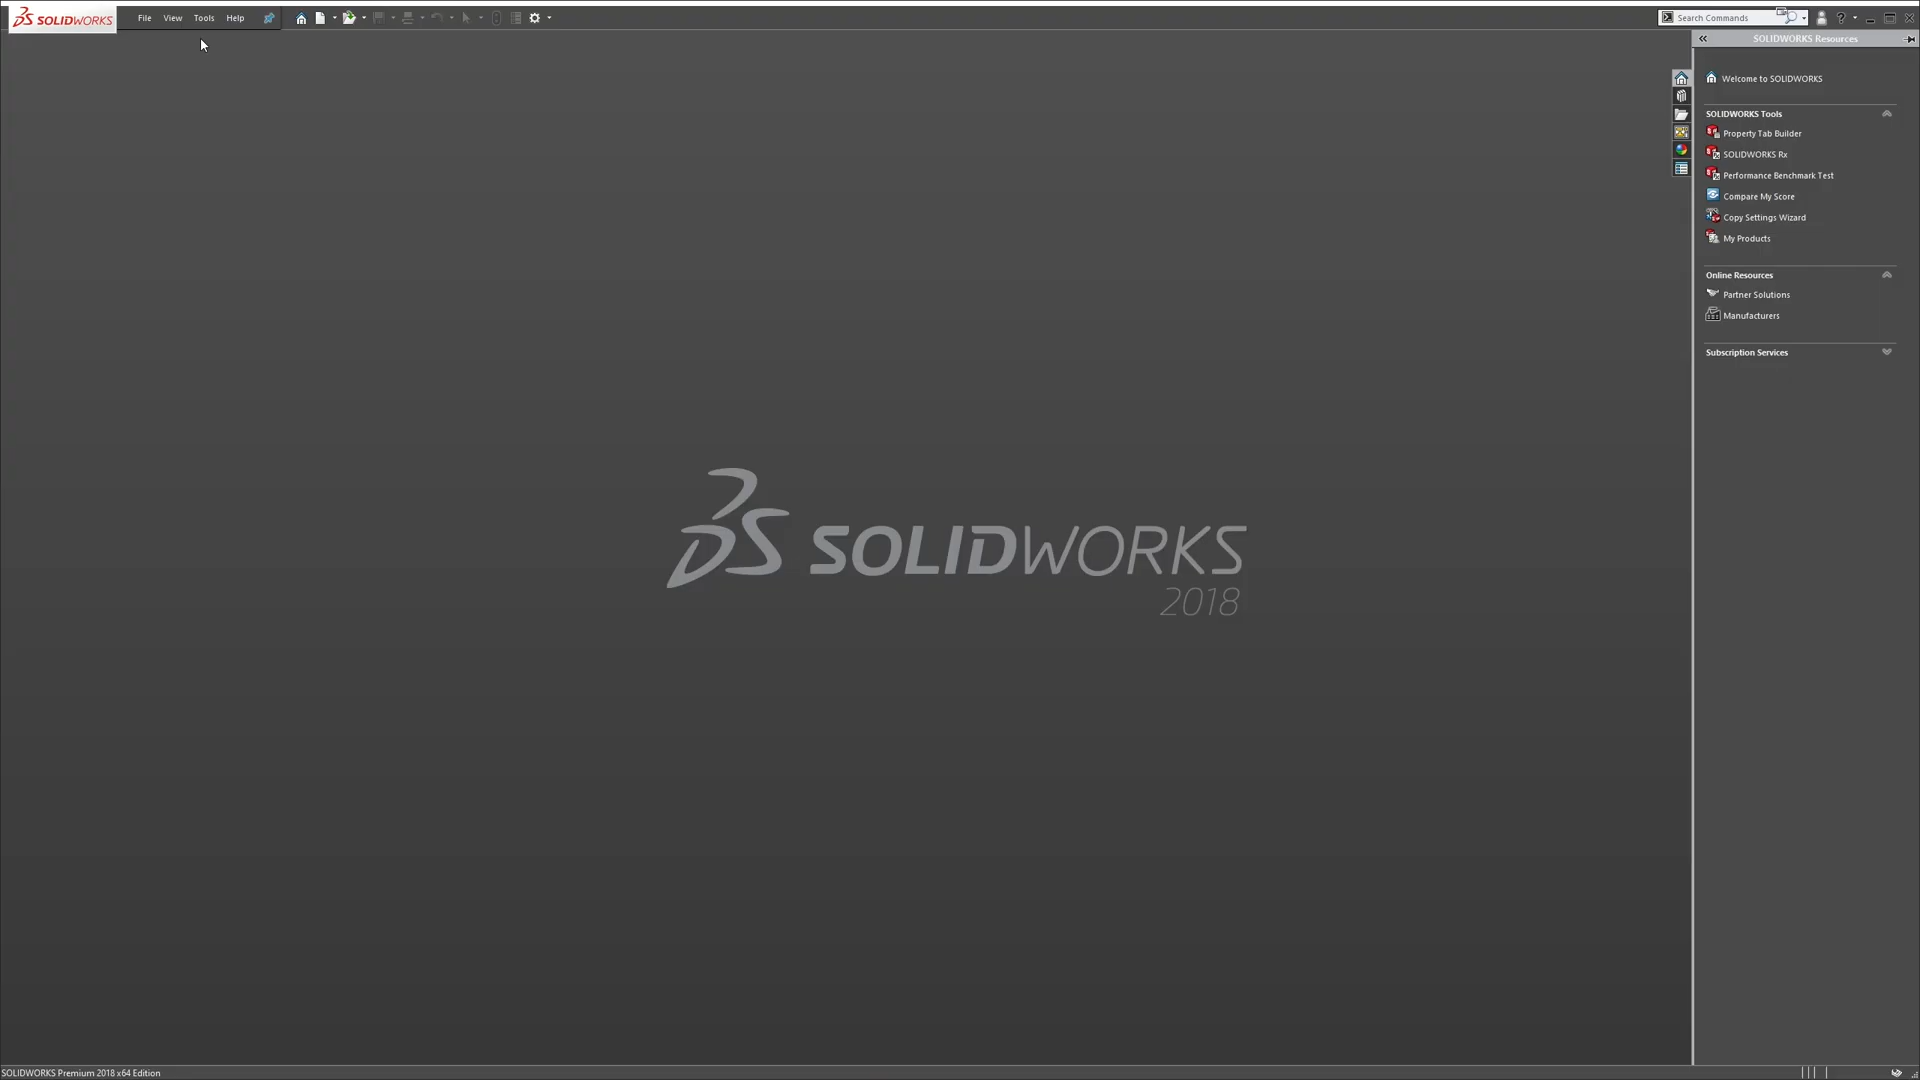 SOLIDWORKS File View Tools Help Search Commands ?
SOLIDWORKS Resources
Welcome to SOLIDWORKS
SOLIDWORKS Tools
Property Tab Builder
SOLIDWORKS Rx
Performance Benchmark Test
Compare My Score
Copy Settings Wizard
My Products
Online Resources
Partner Solutions
Manufacturers
Subscription Services
SOLIDWORKS
2018
SOLIDWORKS Premium 2018 x64 Edition